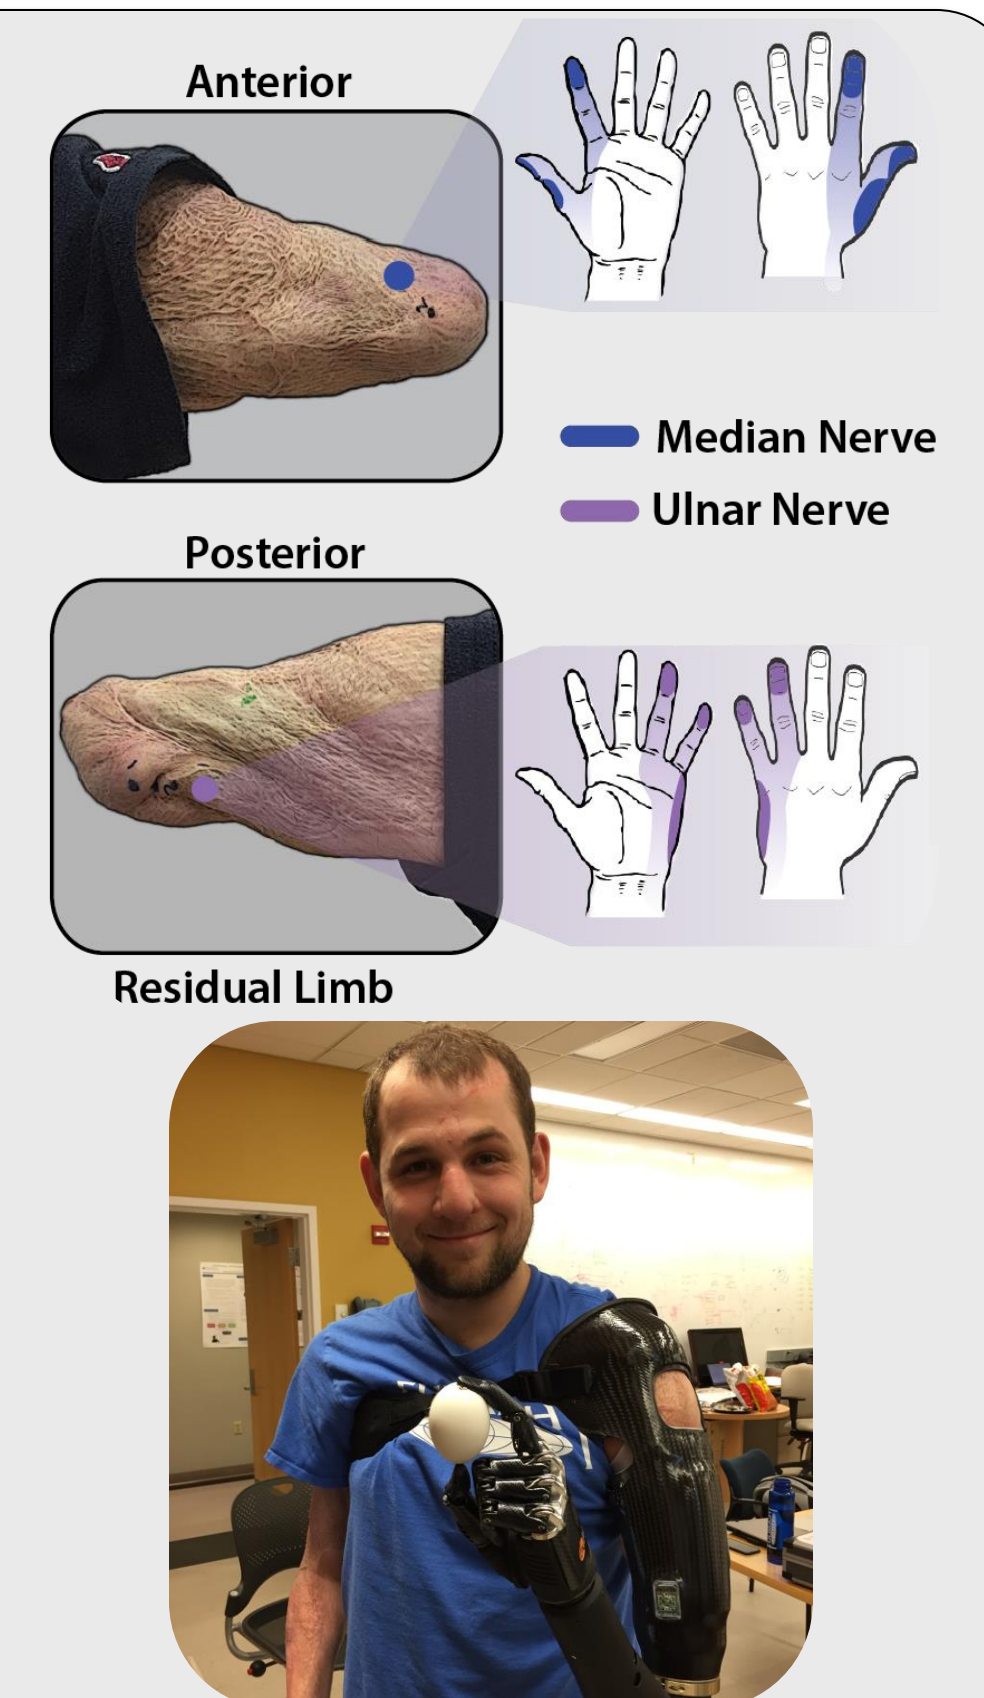 Anterior
Median Nerve
Ulnar Nerve
Posterior
Residual Limb